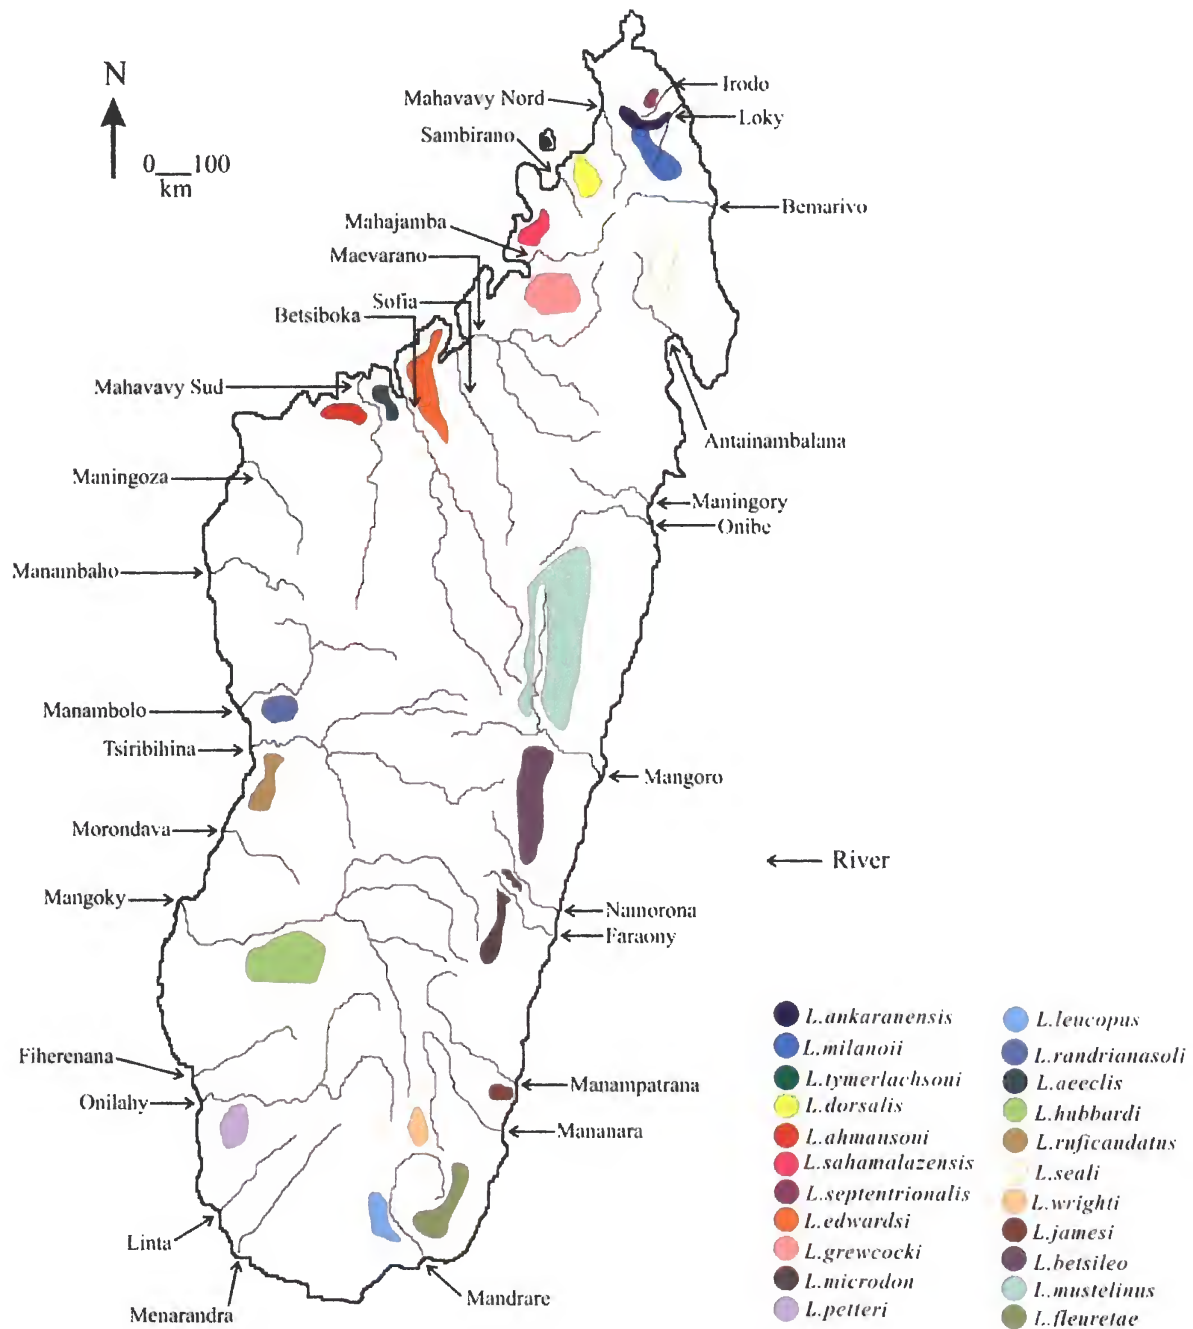 N
0 100
km
Mahavavy Nord
Sambirano
Mahajamba
Maevarano
Sofia
Betsiboka
Mahavavy Sud
Maningoza
Manambaho
Manambolo
Tsiribihina
Morondava
Mangoky
Fiherenana
Onilahy
Linta
Menarandra
Irodo
Loky
Bemarivo
Antainambalana
Maningory
Onibe
Mangoro
River
Namorona
Faraony
Manampatrana
Mananara
Mandrare
L.ankaranensis
L.milanoii
L.tymerlachsoni
L.dorsalis
L.ahmansoni
L.sahamalazensis
L.septentrionalis
L.edwardsi
L.grewcocki
L.microdon
L.petteri
L.leucopus
L.randrianasoli
L.aeeclis
L.hubbardi
L.ruficaudatus
L.seali
L.wrighti
L.jamesi
L.betsileo
L.mustelinus
L.fleuretae